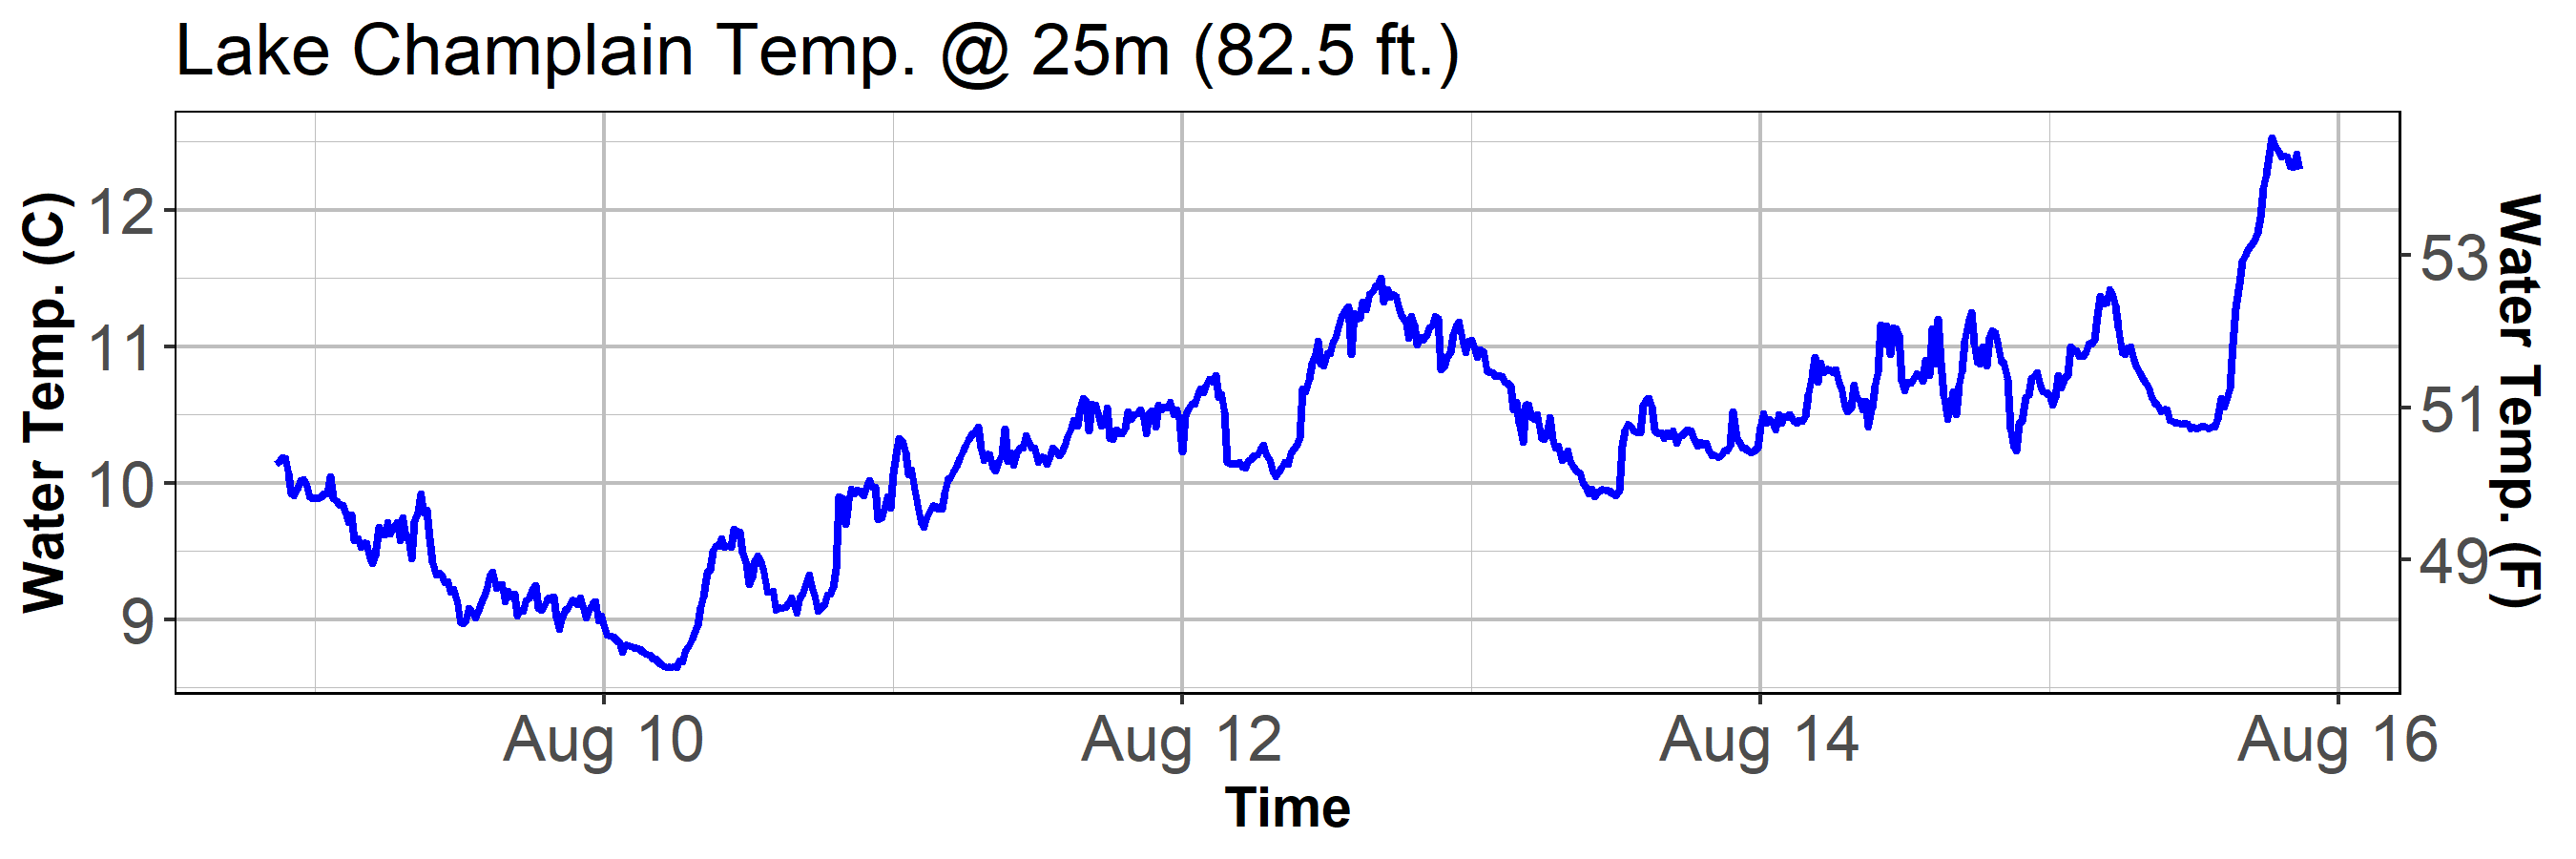 Lake Champlain Temp. @ 25m (82.5 ft.)
Water Temp. (C)
12
11
10
9
53
51
49
Water Temp. (F)
Aug 10
Aug 12
Aug 14
Aug 16
Time